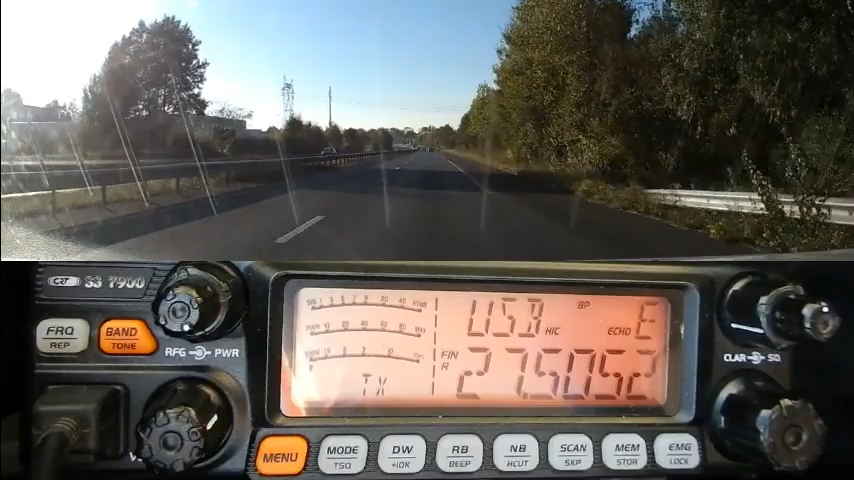 CRT SS 7900
FRQ
REP
BAND
TONE
RFG PWR
USB
HIC
BP
ECHO
E
FIN
R
27.5052
TX
CLAR SQ
MENU
MODE
TSQ
DW
+10K
RB
BEEP
NB
HCUT
SCAN
SKP
MEM
STOR
EMG
LOCK